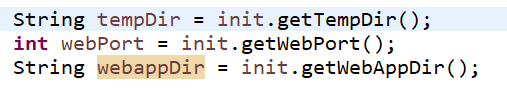 String tempDir = init.getTempDir();
int webPort = init.getWebPort();
String webappDir = init.getWebAppDir();